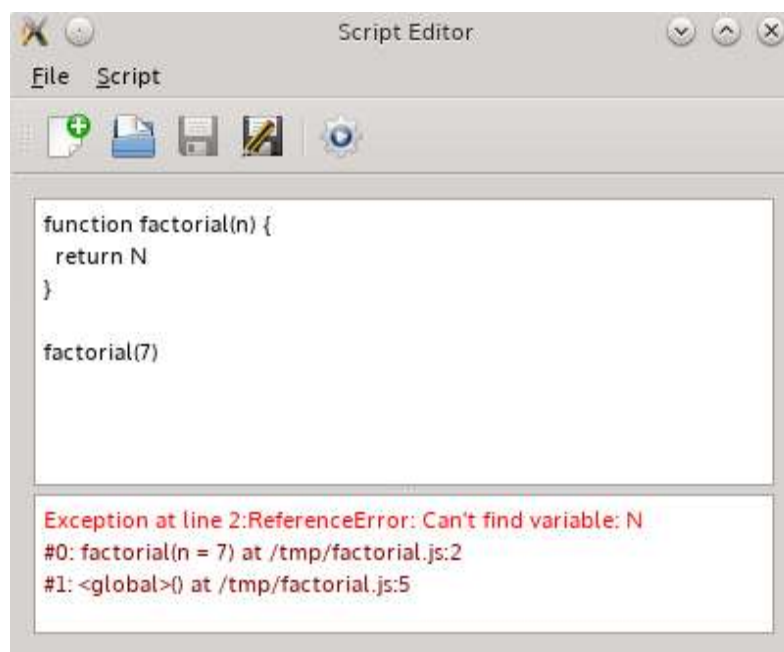 Script Editor
File Script
function factorial(n) {
return N
}
factorial(7)
Exception at line 2:ReferenceError: Can't find variable: N
#0: factorial(n = 7) at /tmp/factorial.js:2
#1: <global>() at /tmp/factorial.js:5